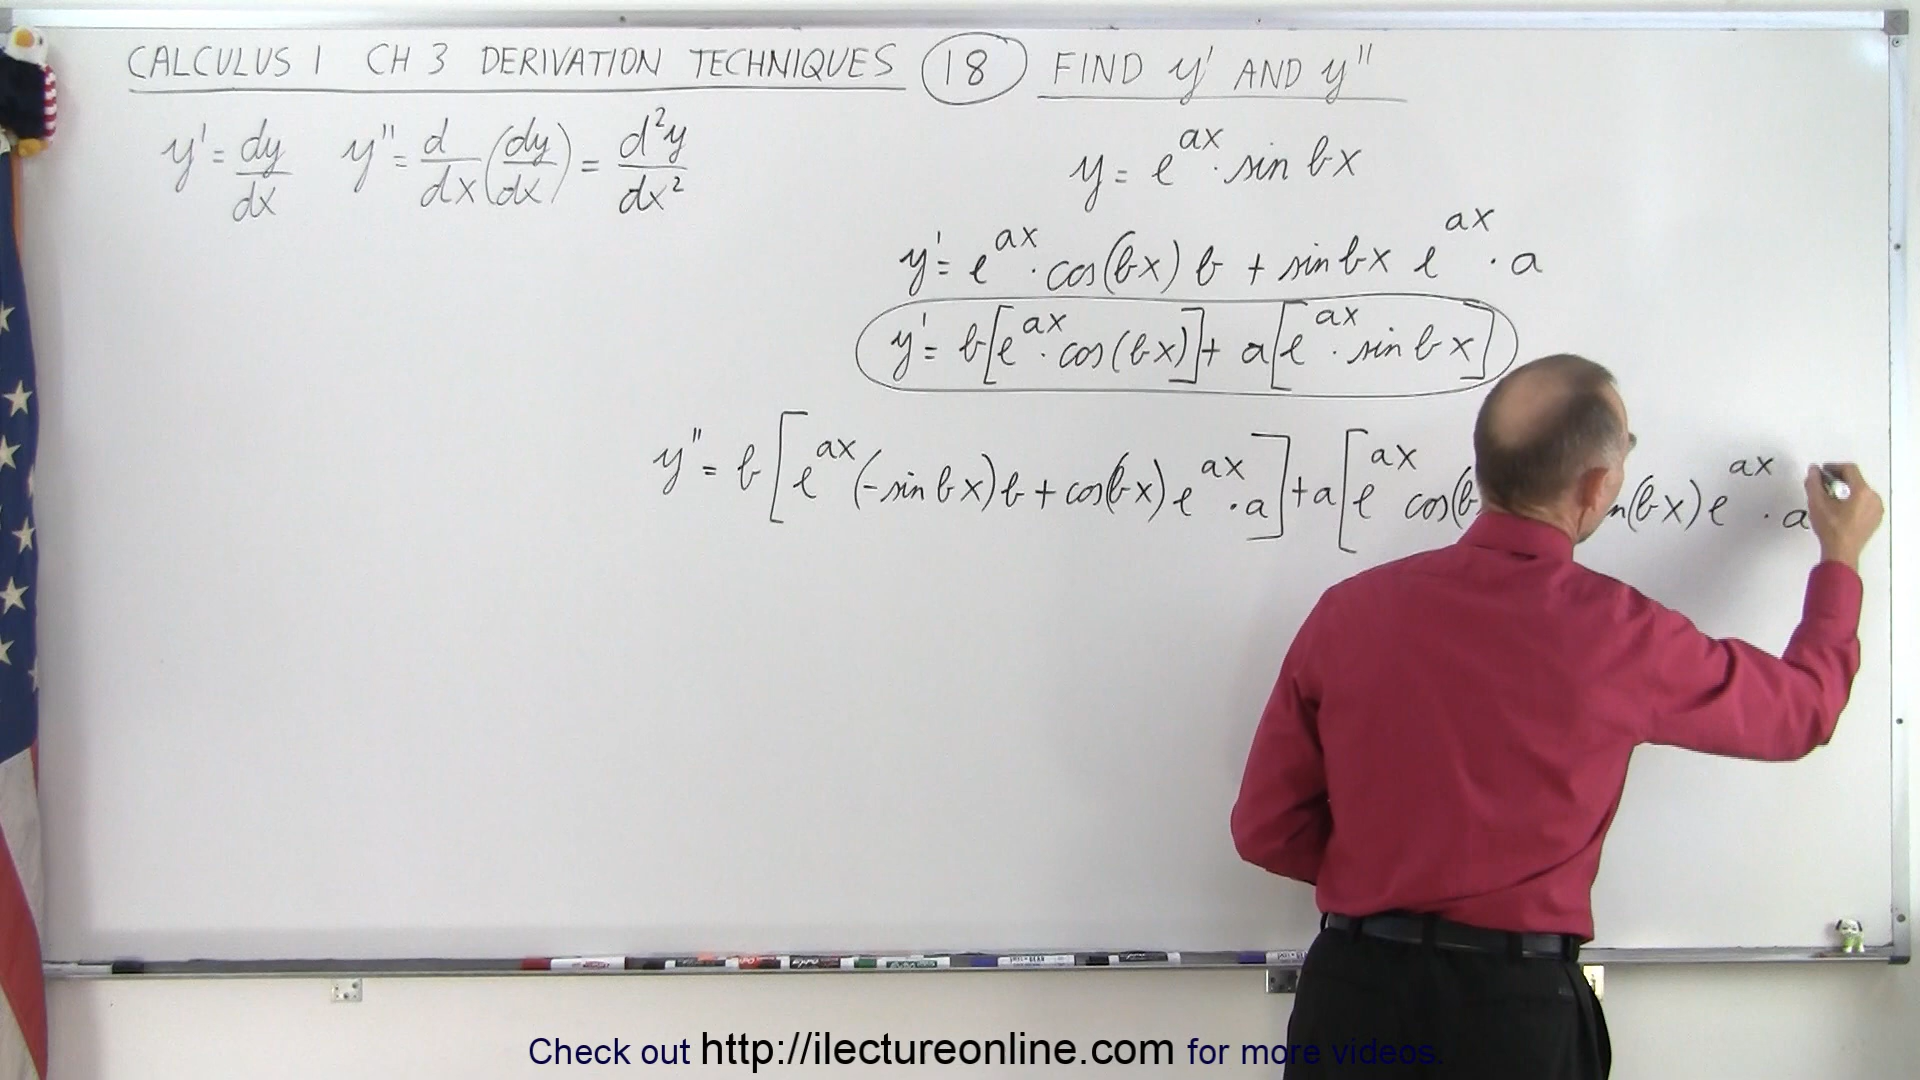 CALCULUS 1 CH 3 DERIVATION TECHNIQUES 18 FIND y' AND y''
y' = dy/dx y'' = d/dx (dy/dx) = d²y/dx²
y = e^ax · sin bx
y' = e^ax · cos(bx) b + sin bx e^ax · a
y' = b[e^ax · cos(bx)] + a[e^ax · sin bx]
y'' = b[e^ax (-sin bx) b + cos(bx) e^ax · a] + a[e^ax cos(b n(bx) e^ax · a
Check out http://ilectureonline.com for more videos.